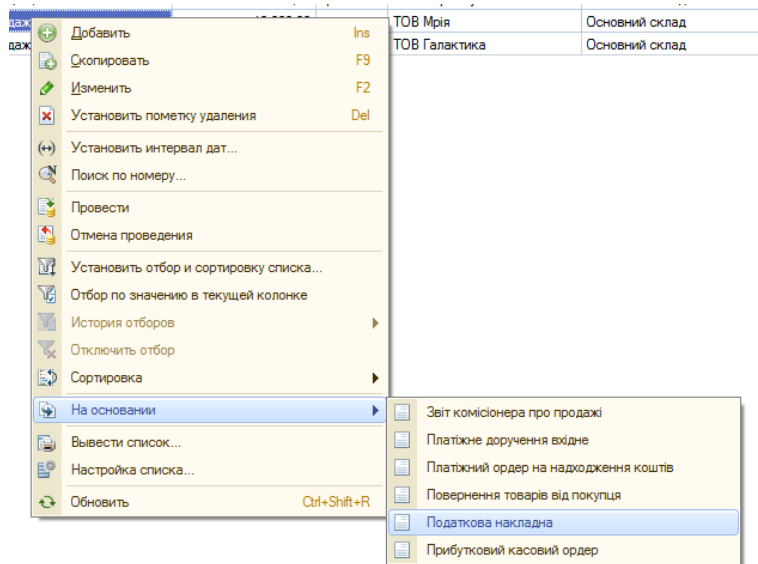 даж ТОВ Мрія Основний склад
даж ТОВ Галактика Основний склад
Добавить Ins
Скопировать F9
Изменить F2
Установить пометку удаления Del
Установить интервал дат...
Поиск по номеру...
Провести
Отмена проведения
Установить отбор и сортировку списка...
Отбор по значению в текущей колонке
История отборов
Отключить отбор
Сортировка
На основании
Звіт комісіонера про продажі
Платіжне доручення вхідне
Вывести список...
Платіжний ордер на надходження коштів
Настройка списка...
Повернення товарів від покупця
Обновить Ctrl+Shift+R
Податкова накладна
Прибутковий касовий ордер